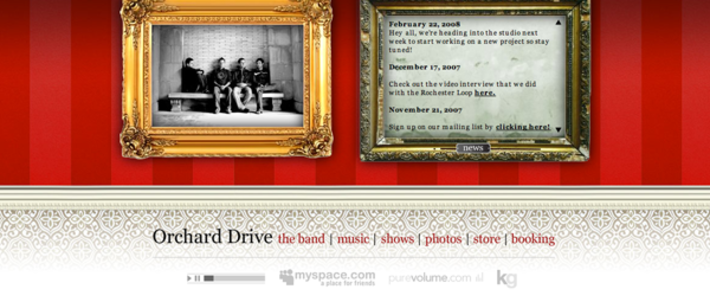 February 22, 2008
Hey all, we're heading into the studio next
week to start working on a new project so stay
tuned!
December 17, 2007
Check out the video interview that we did
with the Rochester Loop here.
November 21, 2007
Sign up on our mailing list by clicking here!
news
Orchard Drive the band | music | shows | photos | store | booking
myspace.com
a place for friends
purevolume.com
kg